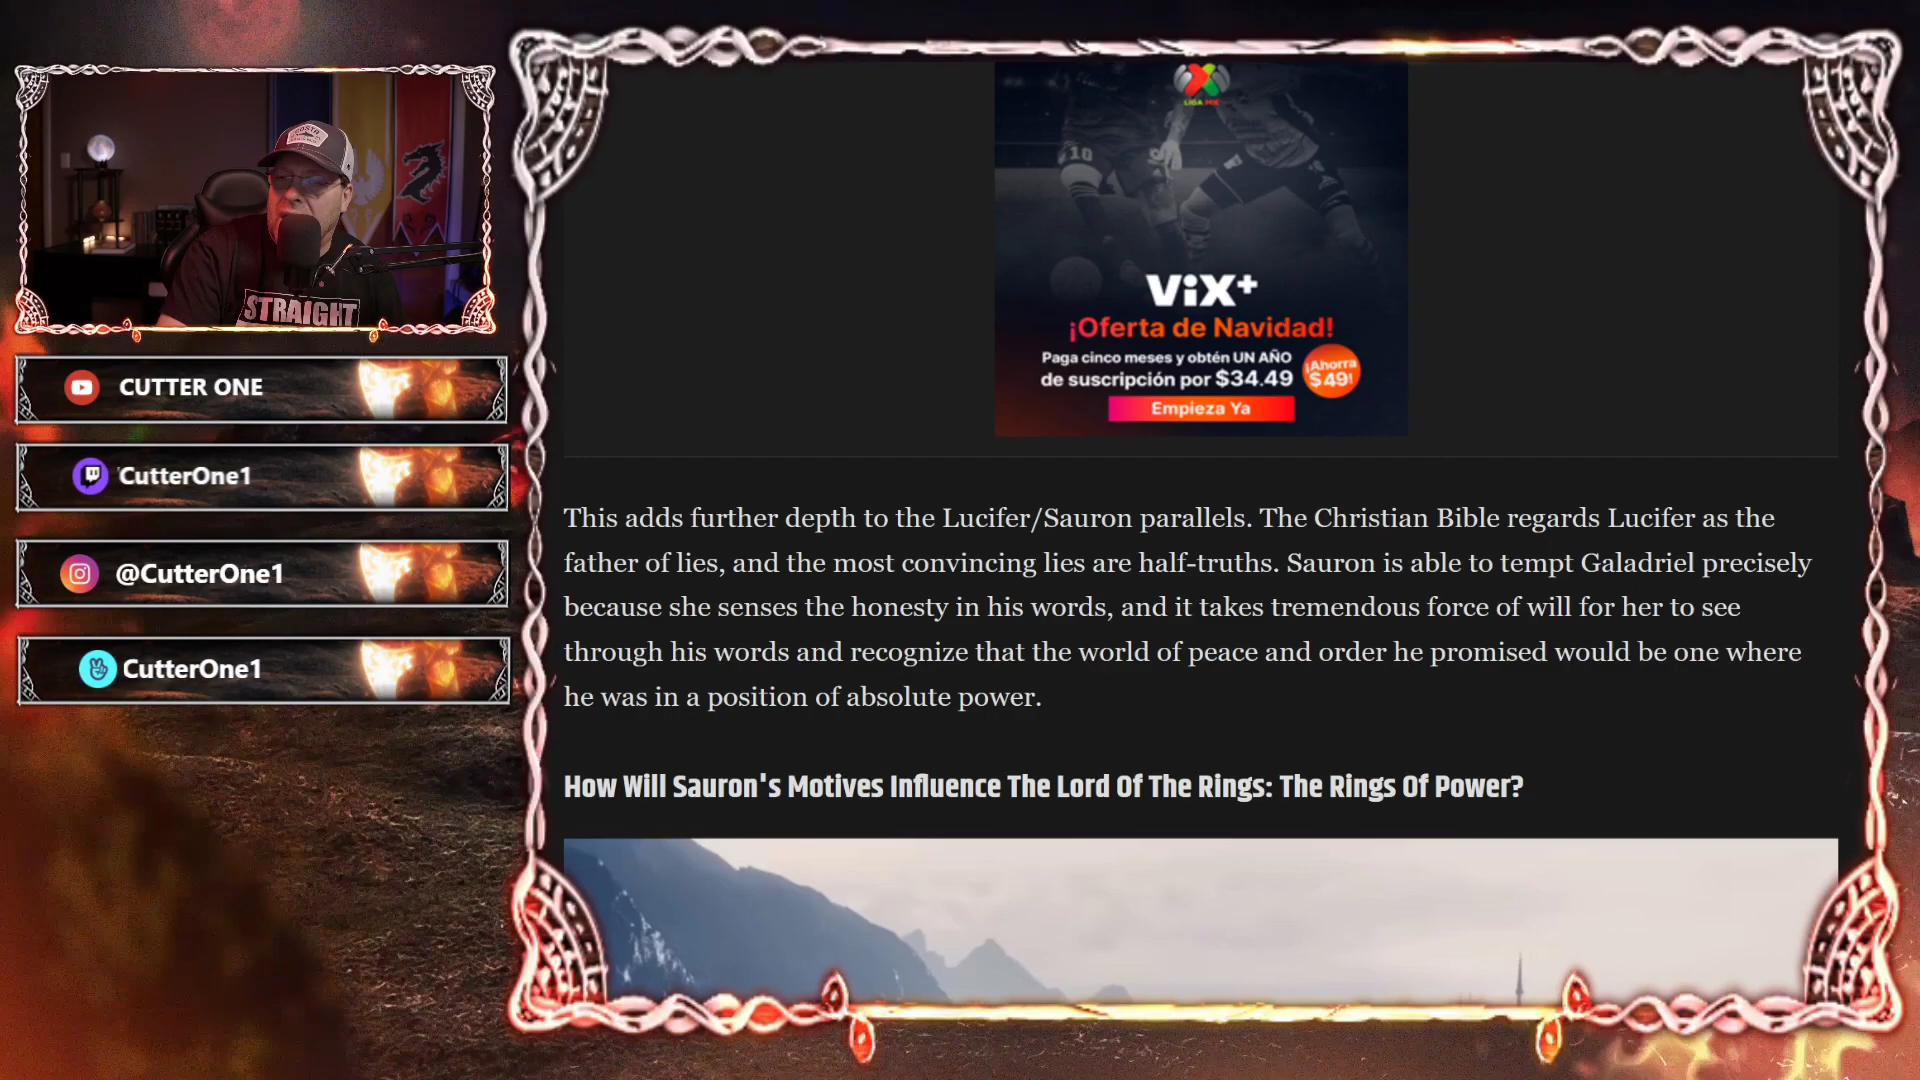 COSTA
STRAIGHT
CUTTER ONE
CutterOne1
@CutterOne1
CutterOne1
LIGA MX
10
ViX+
¡Oferta de Navidad!
Paga cinco meses y obtén UN AÑO
de suscripción por $34.49
¡Ahorra
$49!
Empieza Ya
This adds further depth to the Lucifer/Sauron parallels. The Christian Bible regards Lucifer as the
father of lies, and the most convincing lies are half-truths. Sauron is able to tempt Galadriel precisely
because she senses the honesty in his words, and it takes tremendous force of will for her to see
through his words and recognize that the world of peace and order he promised would be one where
he was in a position of absolute power.
How Will Sauron's Motives Influence The Lord Of The Rings: The Rings Of Power?